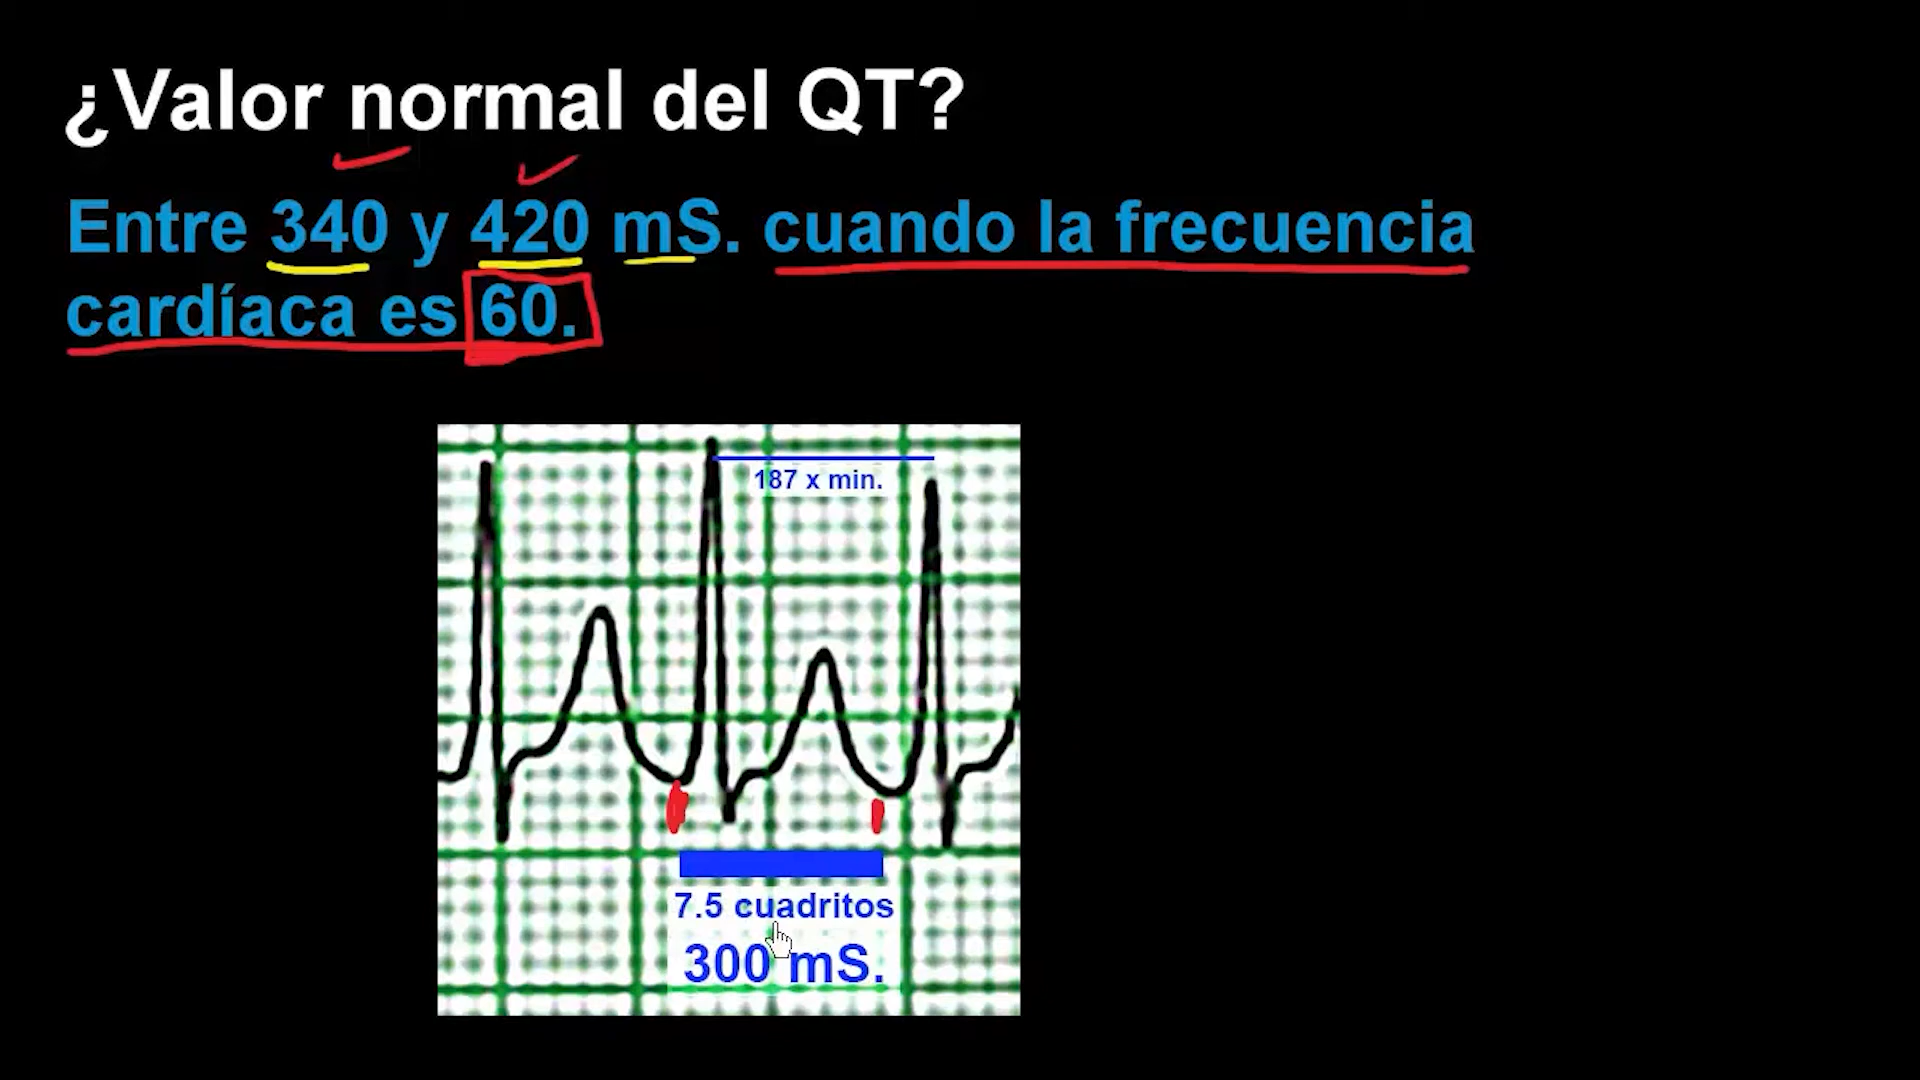 ¿Valor normal del QT?
Entre 340 y 420 mS. cuando la frecuencia
cardíaca es 60.
187 x min.
7.5 cuadritos
300 mS.